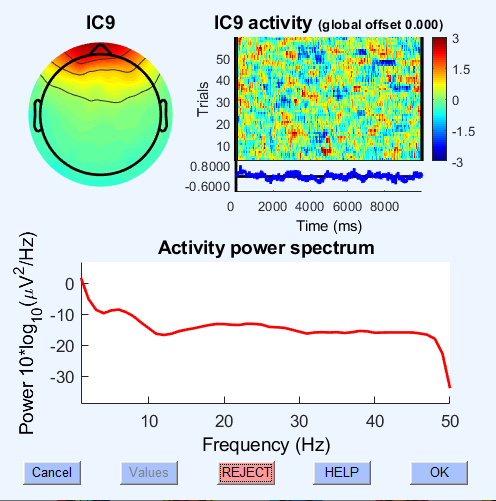 IC9
IC9 activity (global offset 0.000)
Trials
50
40
30
20
10
3
1.5
0
-1.5
-3
0.8000
-0.6000
0 2000 4000 6000 8000
Time (ms)
Activity power spectrum
Power 10*log10(μV2/Hz)
0
-10
-20
-30
10 20 30 40 50
Frequency (Hz)
Cancel Values REJECT HELP OK